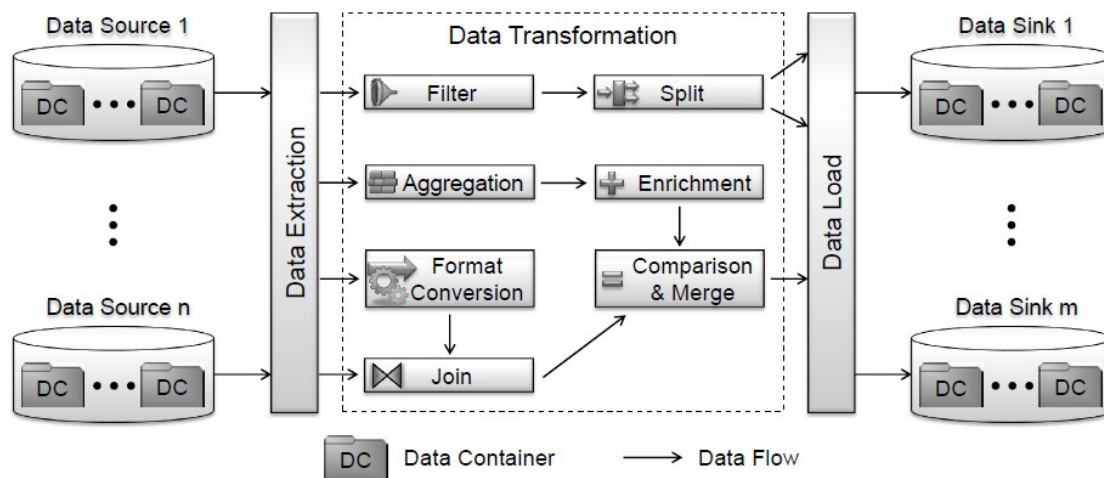 Data Source 1
DC ••• DC
Data Source n
DC ••• DC
Data Extraction
Data Transformation
Filter
Split
Aggregation
Enrichment
Format
Conversion
Comparison
& Merge
Join
Data Load
Data Sink 1
DC ••• DC
Data Sink m
DC ••• DC
DC Data Container
Data Flow